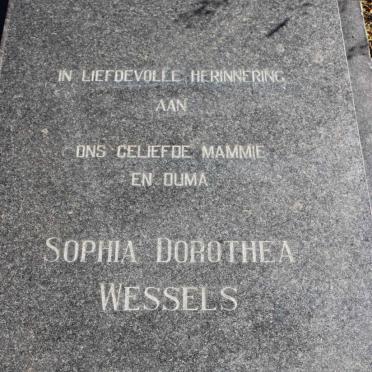 IN LIEFDEVOLLE HERINNERING
AAN
ONS GELIEFDE MAMMIE
EN OUMA
SOPHIA DOROTHEA
WESSELS